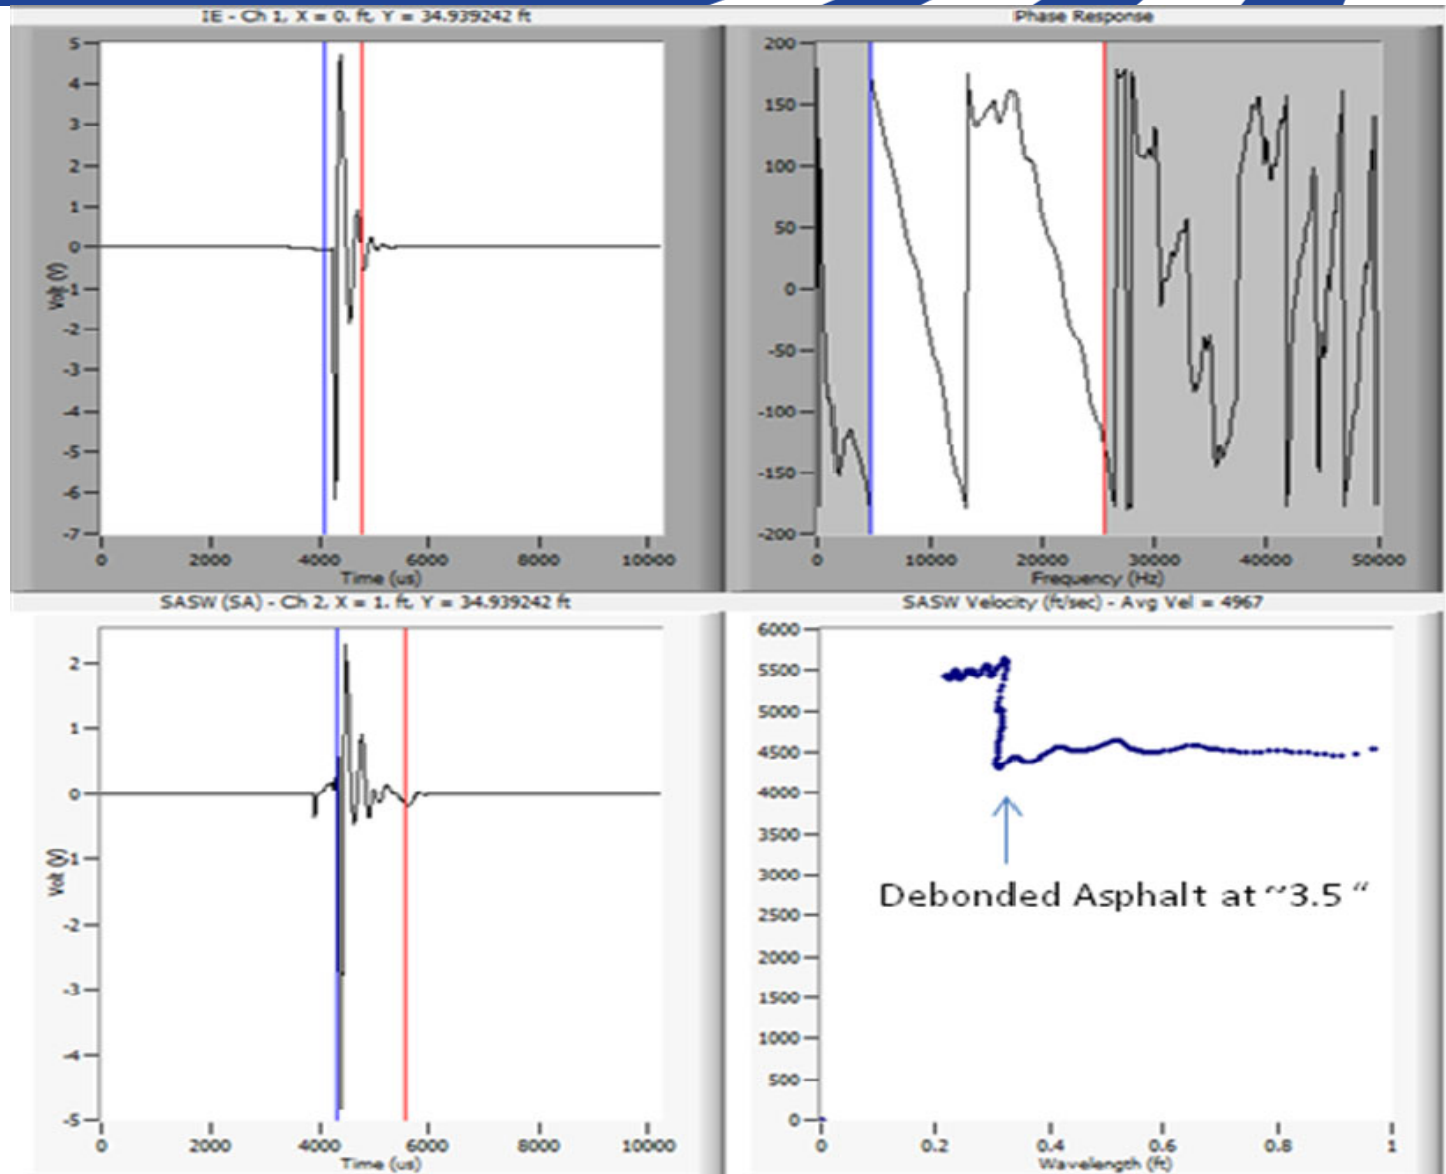 IE - Ch 1, X = 0. ft, Y = 34.939242 ft
5
4
3
2
1
0
-1
-2
-3
-4
-5
-6
-7
Volt (V)
0 2000 4000 6000 8000 10000
Time (us)
Phase Response
200
150
100
50
0
-50
-100
-150
-200
0 10000 20000 30000 40000 50000
Frequency (Hz)
SASW (SA) - Ch 2, X = 1. ft, Y = 34.939242 ft
2
1
0
-1
-2
-3
-4
-5
Volt (V)
0 2000 4000 6000 8000 10000
Time (us)
SASW Velocity (ft/sec) - Avg Vel = 4967
6000
5500
5000
4500
4000
3500
3000
2500
2000
1500
1000
500
0
Debonded Asphalt at ~3.5 “
0 0.2 0.4 0.6 0.8 1
Wavelength (ft)